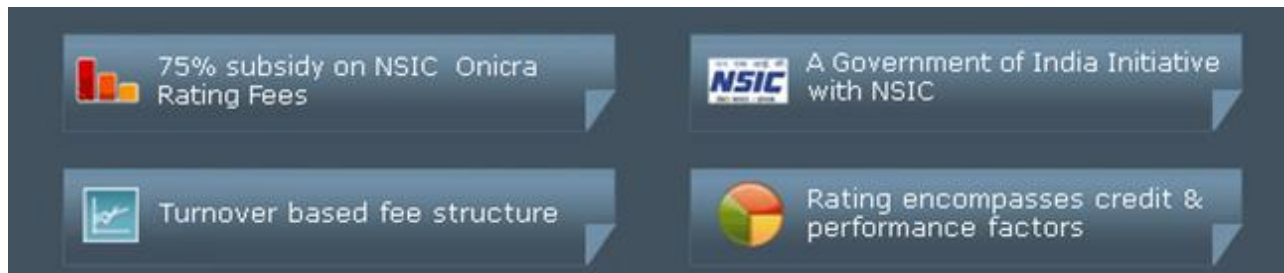 75% subsidy on NSIC Onicra
Rating Fees
NSIC
A Government of India Initiative
with NSIC
Turnover based fee structure
Rating encompasses credit &
performance factors